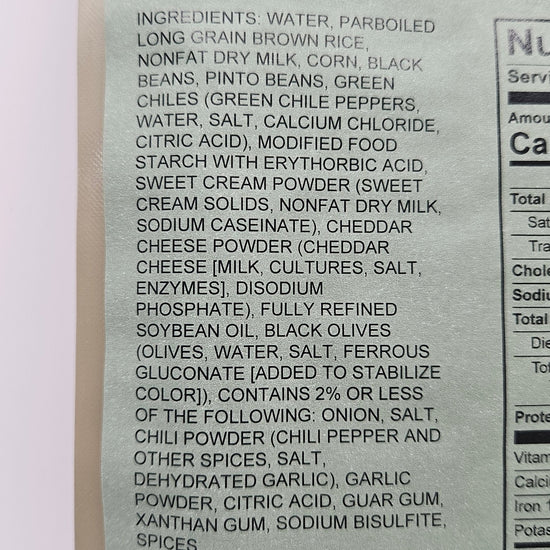 INGREDIENTS: WATER, PARBOILED
LONG GRAIN BROWN RICE,
NONFAT DRY MILK, CORN, BLACK
BEANS, PINTO BEANS, GREEN
CHILES (GREEN CHILE PEPPERS,
WATER, SALT, CALCIUM CHLORIDE,
CITRIC ACID), MODIFIED FOOD
STARCH WITH ERYTHORBIC ACID,
SWEET CREAM POWDER (SWEET
CREAM SOLIDS, NONFAT DRY MILK,
SODIUM CASEINATE), CHEDDAR
CHEESE POWDER (CHEDDAR
CHEESE [MILK, CULTURES, SALT,
ENZYMES], DISODIUM
PHOSPHATE), FULLY REFINED
SOYBEAN OIL, BLACK OLIVES
(OLIVES, WATER, SALT, FERROUS
GLUCONATE [ADDED TO STABILIZE
COLOR]), CONTAINS 2% OR LESS
OF THE FOLLOWING: ONION, SALT,
CHILI POWDER (CHILI PEPPER AND
OTHER SPICES, SALT,
DEHYDRATED GARLIC), GARLIC
POWDER, CITRIC ACID, GUAR GUM,
XANTHAN GUM, SODIUM BISULFITE,
SPICES
Nu
Servi
Amou
Ca
Total
Sat
Tra
Chole
Sodiu
Total
Die
Tot
Prote
Vitam
Calci
Iron 1
Potas